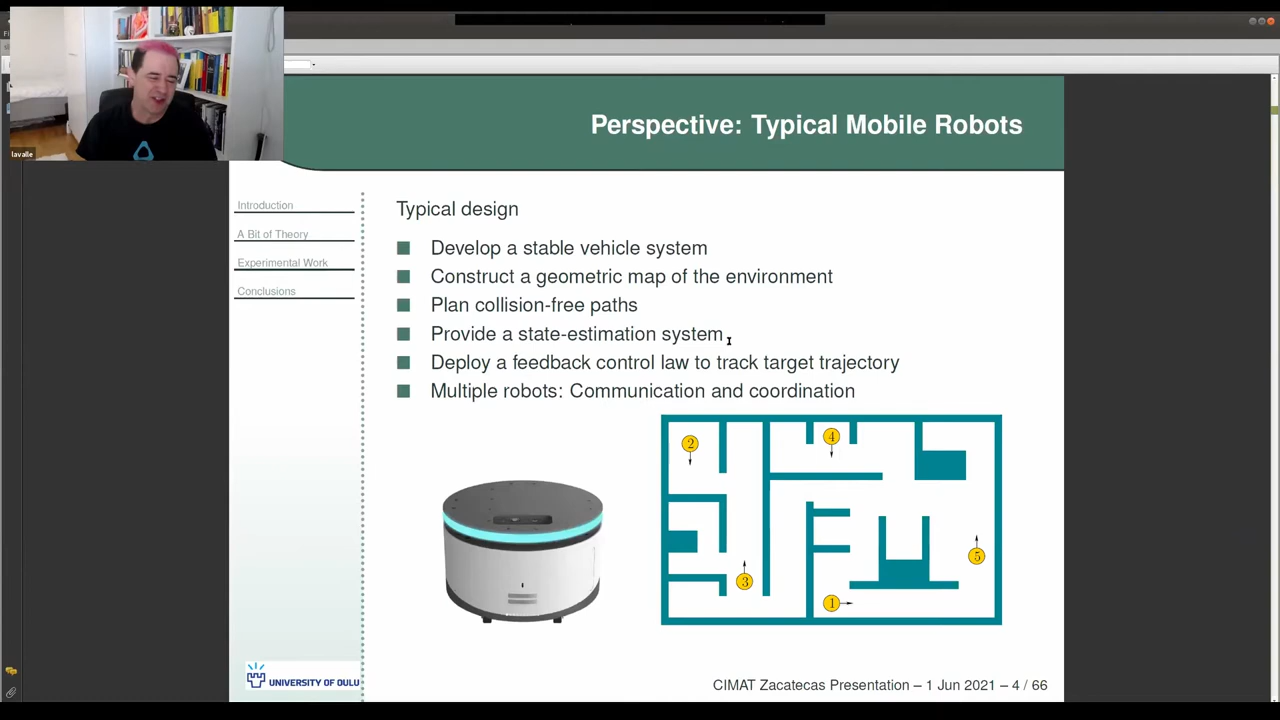 lavalle
Perspective: Typical Mobile Robots
Introduction
A Bit of Theory
Experimental Work
Conclusions
Typical design
Develop a stable vehicle system
Construct a geometric map of the environment
Plan collision-free paths
Provide a state-estimation system
Deploy a feedback control law to track target trajectory
Multiple robots: Communication and coordination
2
4
5
3
1
UNIVERSITY OF OULU
CIMAT Zacatecas Presentation – 1 Jun 2021 – 4 / 66